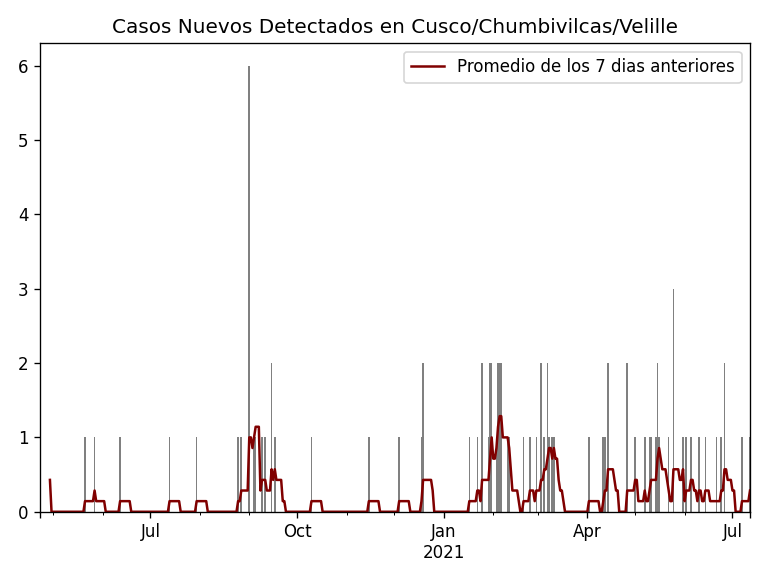 Casos Nuevos Detectados en Cusco/Chumbivilcas/Velille
Promedio de los 7 dias anteriores
6
5
4
3
2
1
0
Jul
Oct
Jan
2021
Apr
Jul